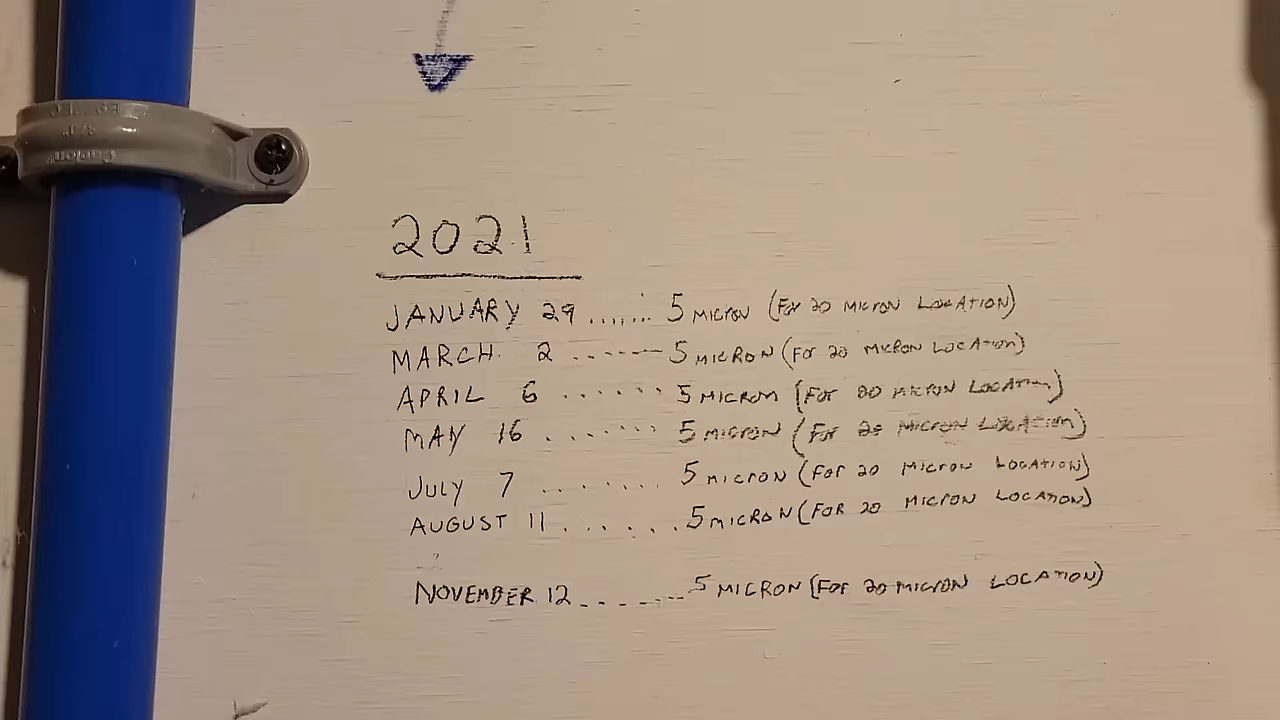 Carlon
2021
JANUARY 29 ....... 5 MICRON (FOR 20 MICRON LOCATION)
MARCH 2 ------ 5 MICRON (FOR 20 MICRON LOCATION)
APRIL 6 ...... 5 MICRON (FOR 20 MICRON LOCATION)
MAY 16 ....... 5 MICRON (FOR 20 MICRON LOCATION)
JULY 7 ....... 5 MICRON (FOR 20 MICRON LOCATION)
AUGUST 11 ...... 5 MICRON (FOR 20 MICRON LOCATION)
NOVEMBER 12 ------ 5 MICRON (FOR 20 MICRON LOCATION)